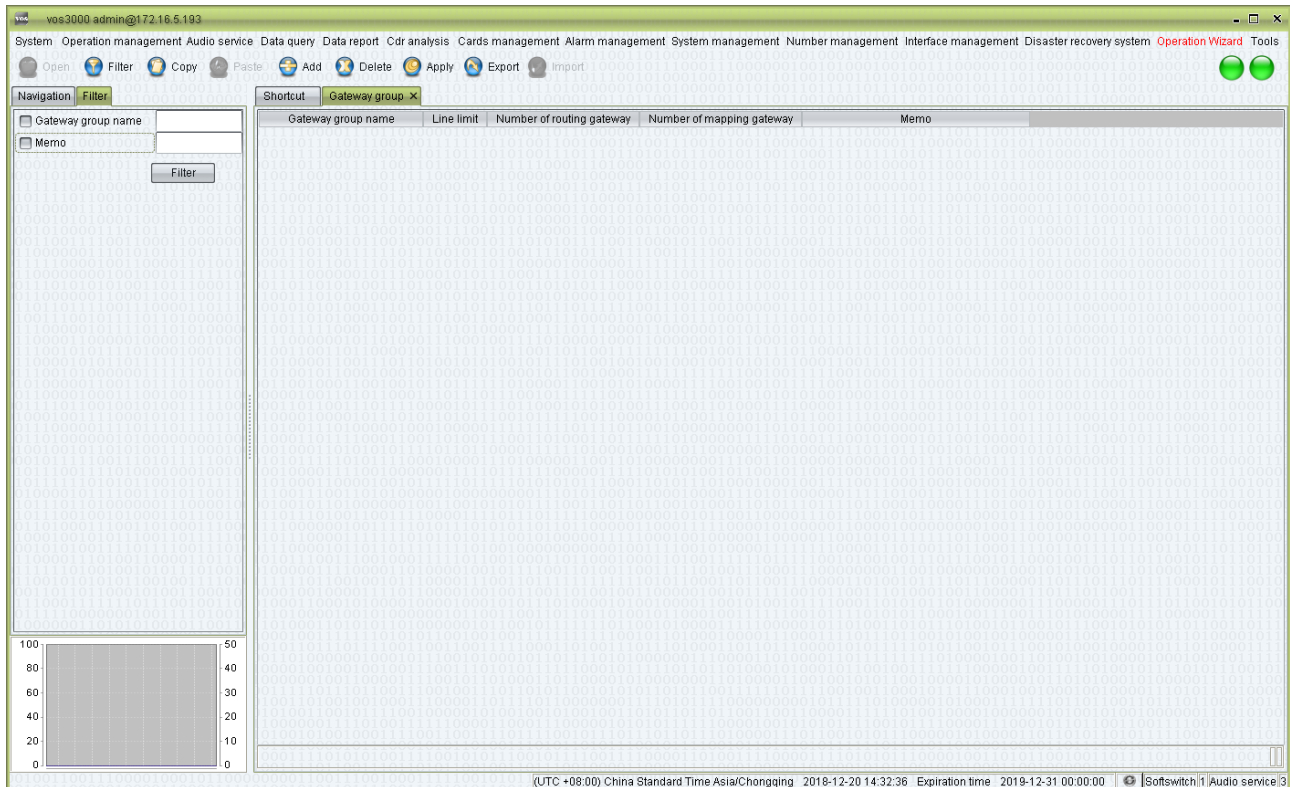 vos vos3000 admin@172.16.5.193
System Operation management Audio service Data query Data report Cdr analysis Cards management Alarm management System management Number management Interface management Disaster recovery system Operation Wizard Tools
Open Filter Copy Paste Add Delete Apply Export Import
Navigation Filter Shortcut Gateway group
Gateway group name
Memo
Filter
Gateway group name Line limit Number of routing gateway Number of mapping gateway Memo
100 50
80 40
60 30
40 20
20 10
0 0
(UTC +08:00) China Standard Time Asia/Chongqing 2018-12-20 14:32:36 Expiration time 2019-12-31 00:00:00 Softswitch 1 Audio service 3